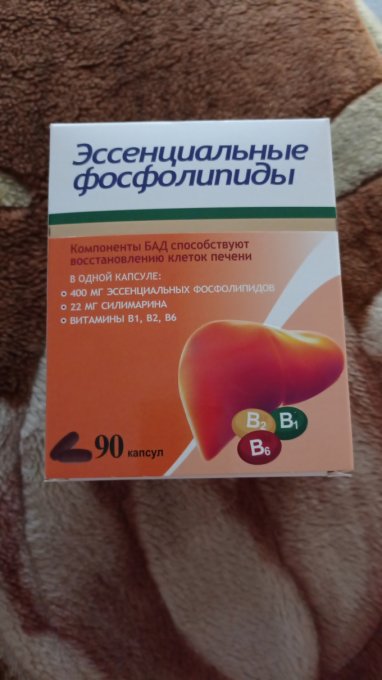 Эссенциальные
фосфолипиды
Компоненты БАД способствуют
восстановлению клеток печени
В ОДНОЙ КАПСУЛЕ:
400 МГ ЭССЕНЦИАЛЬНЫХ ФОСФОЛИПИДОВ
22 МГ СИЛИМАРИНА
ВИТАМИНЫ В1, В2, В6
B2 B1
B6
90 капсул